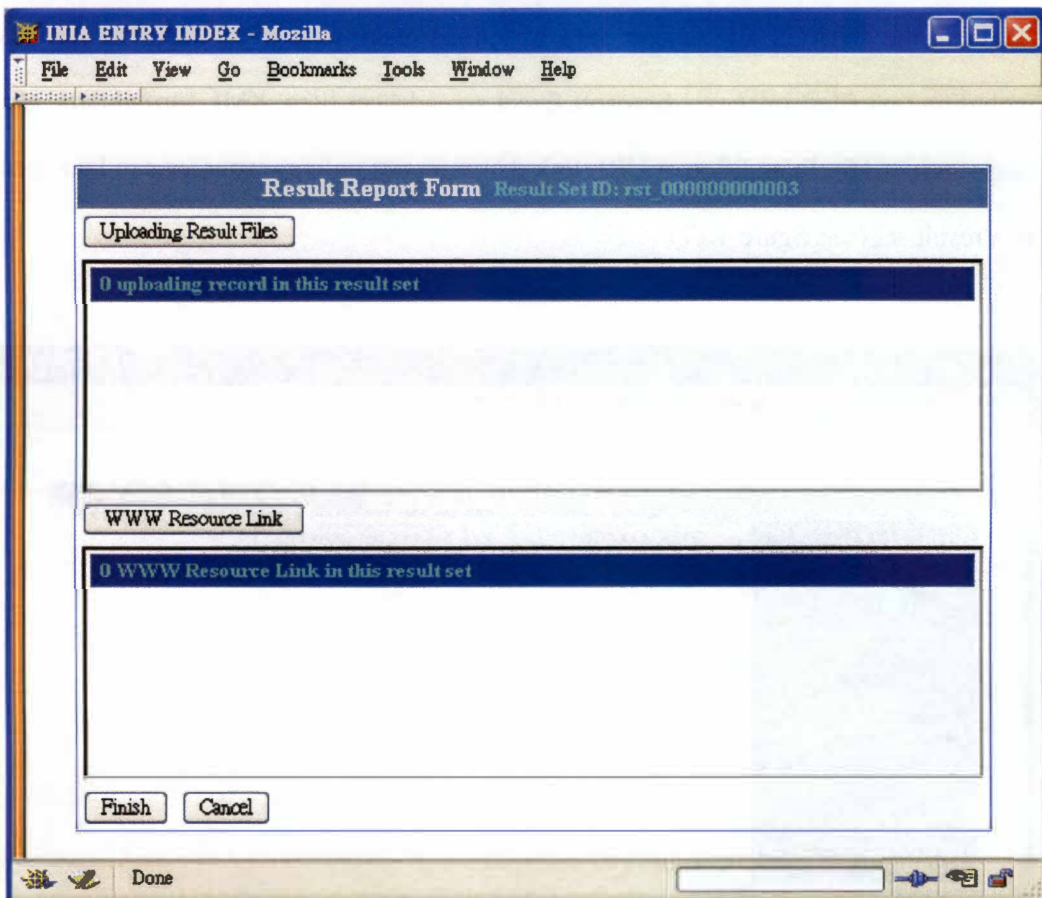 INIA ENTRY INDEX - Mozilla
File Edit View Go Bookmarks Tools Window Help
Result Report Form Result Set ID: rst_000000000003
Uploading Result Files
0 uploading record in this result set
WWW Resource Link
0 WWW Resource Link in this result set
Finish Cancel
Done